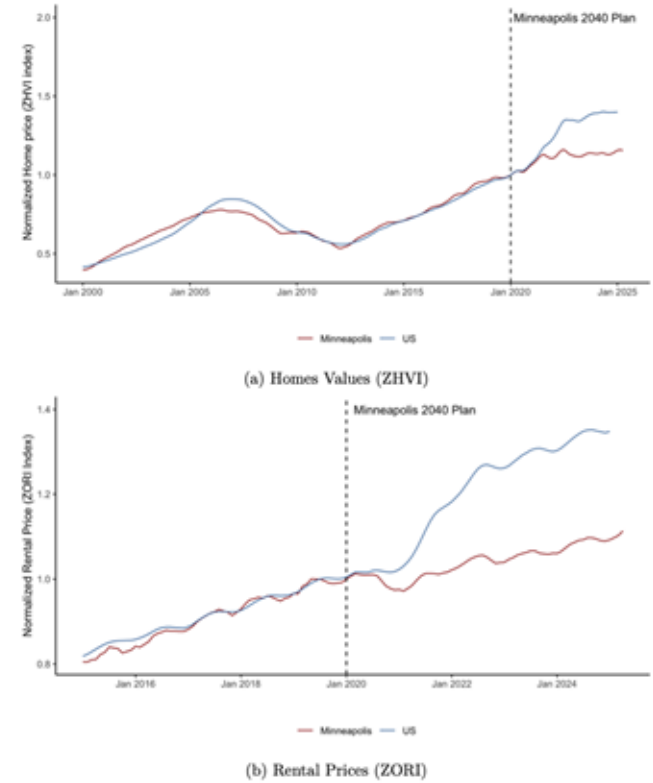 2.0
Minneapolis 2040 Plan
Normalized Home price (ZHVI index)
1.5
1.0
0.5
Jan 2000 Jan 2005 Jan 2010 Jan 2015 Jan 2020 Jan 2025
Minneapolis US
(a) Homes Values (ZHVI)
1.4
Minneapolis 2040 Plan
Normalized Rental Price (ZORI Index)
1.2
1.0
0.8
Jan 2016 Jan 2018 Jan 2020 Jan 2022 Jan 2024
Minneapolis US
(b) Rental Prices (ZORI)